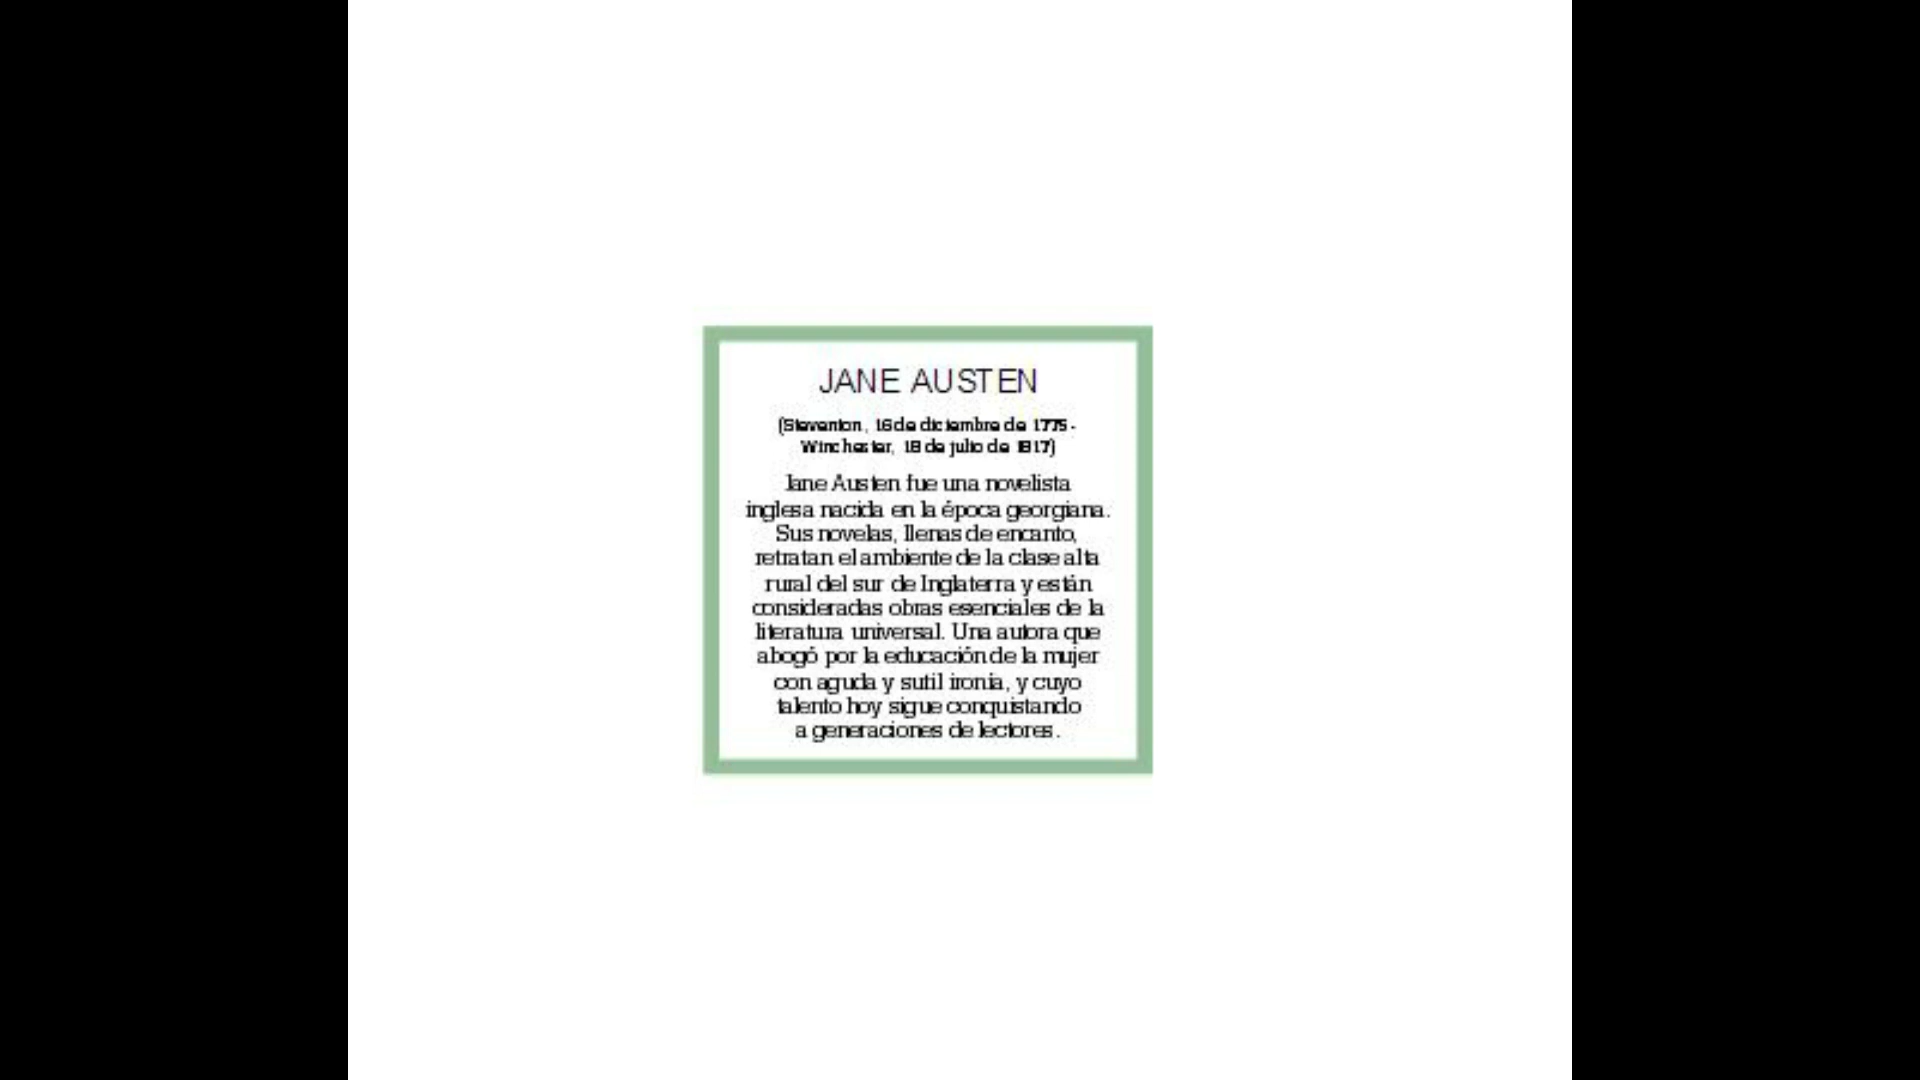 JANE AUSTEN
(Steventon, 16 de diciembre de 1775 -
Winchester, 18 de julio de 1817)
Jane Austen fue una novelista
inglesa nacida en la época georgiana.
Sus novelas, llenas de encanto,
retratan el ambiente de la clase alta
rural del sur de Inglaterra y están
consideradas obras esenciales de la
literatura universal. Una autora que
abogó por la educación de la mujer
con aguda y sutil ironía, y cuyo
talento hoy sigue conquistando
a generaciones de lectores.